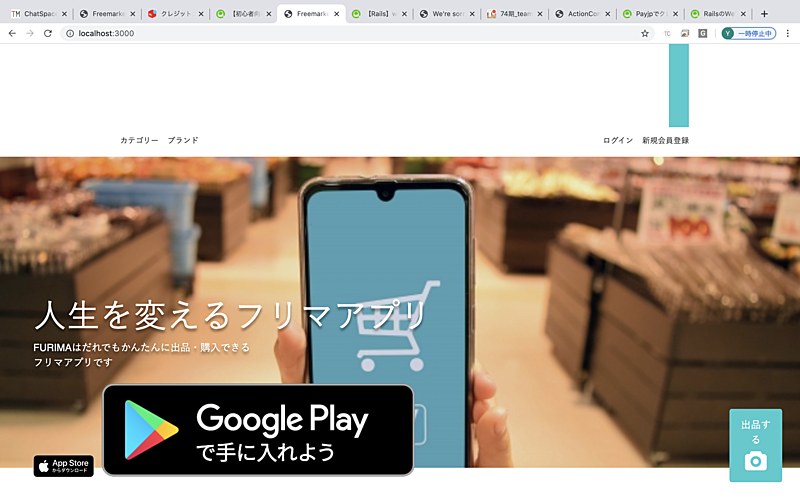 ChatSpace
Freemarke
クレジット
【初心者向
Freemarke
【Rails】w
We're sor
74期_team
ActionCon
Payjpでク
RailsのWe
localhost:3000
Y 一時停止中
カテゴリー ブランド
ログイン 新規会員登録
人生を変えるフリマアプリ
FURIMAはだれでもかんたんに出品・購入できる
フリマアプリです
Google Play
で手に入れよう
App Store
からダウンロード
出品す
る